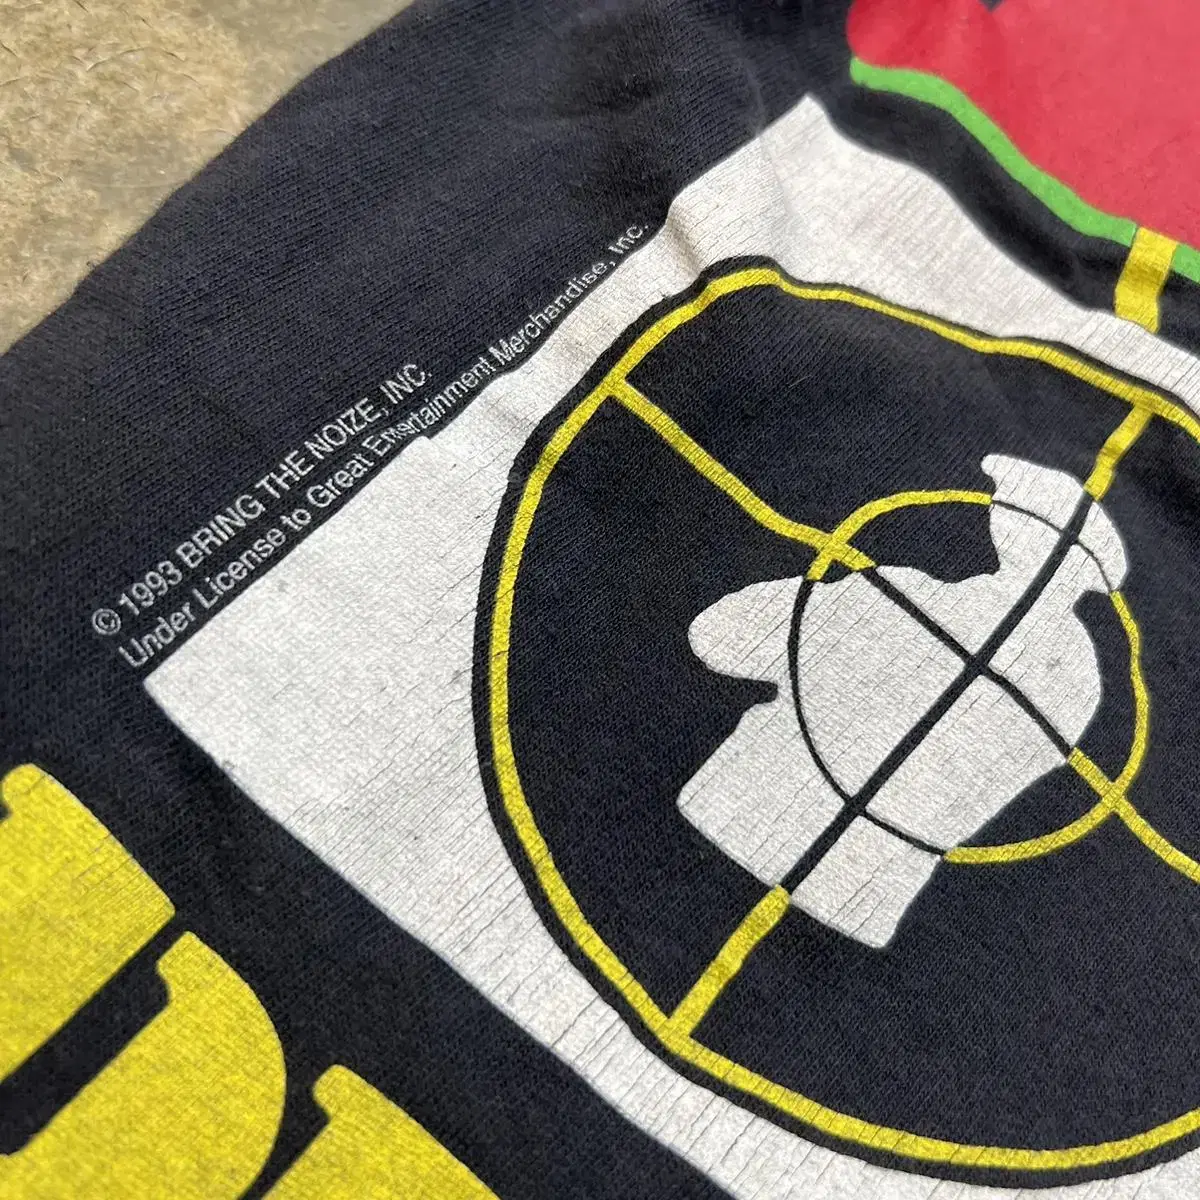 © 1993 BRING THE NOIZE, INC.
Under License to Great Entertainment Merchandise, Inc.